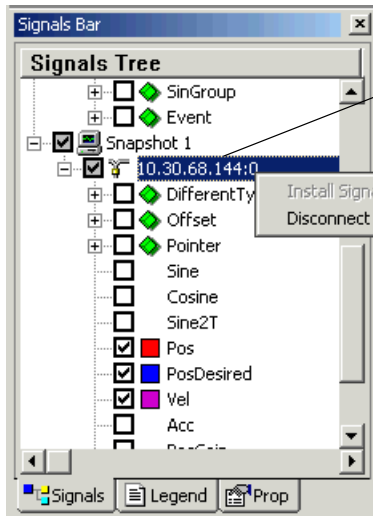 Signals Bar
Signals Tree
SinGroup
Event
Snapshot 1
10.30.68.144:0
DifferentTy
Install Signa
Offset
Disconnect
Pointer
Sine
Cosine
Sine2T
Pos
PosDesired
Vel
Acc
Signals Legend Prop